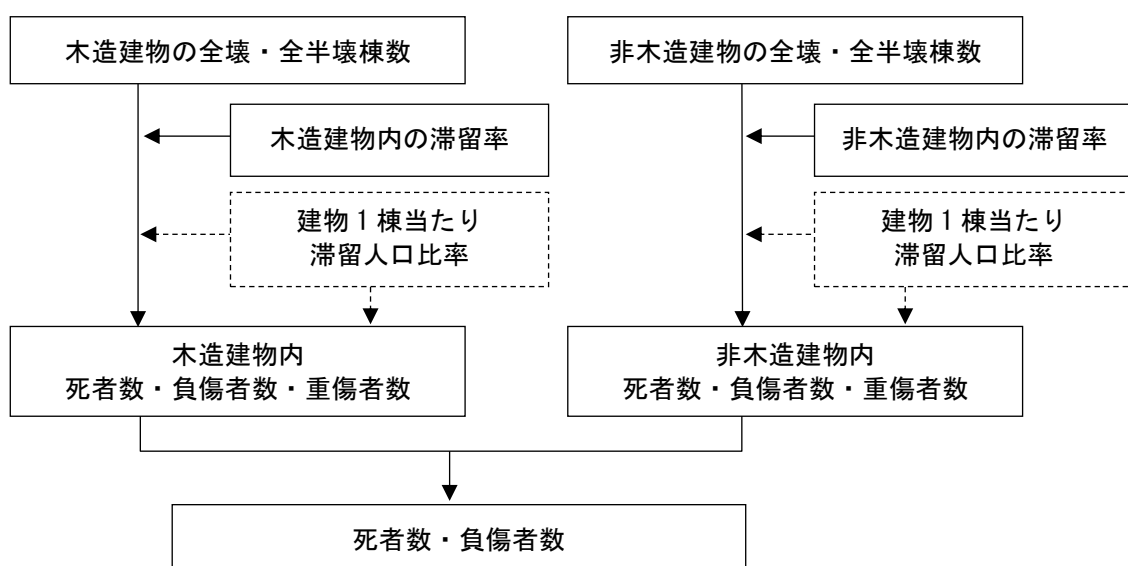 木造建物の全壊・全半壊棟数
非木造建物の全壊・全半壊棟数
木造建物内の滞留率
非木造建物内の滞留率
建物1棟当たり
滞留人口比率
建物1棟当たり
滞留人口比率
木造建物内
死者数・負傷者数・重傷者数
非木造建物内
死者数・負傷者数・重傷者数
死者数・負傷者数